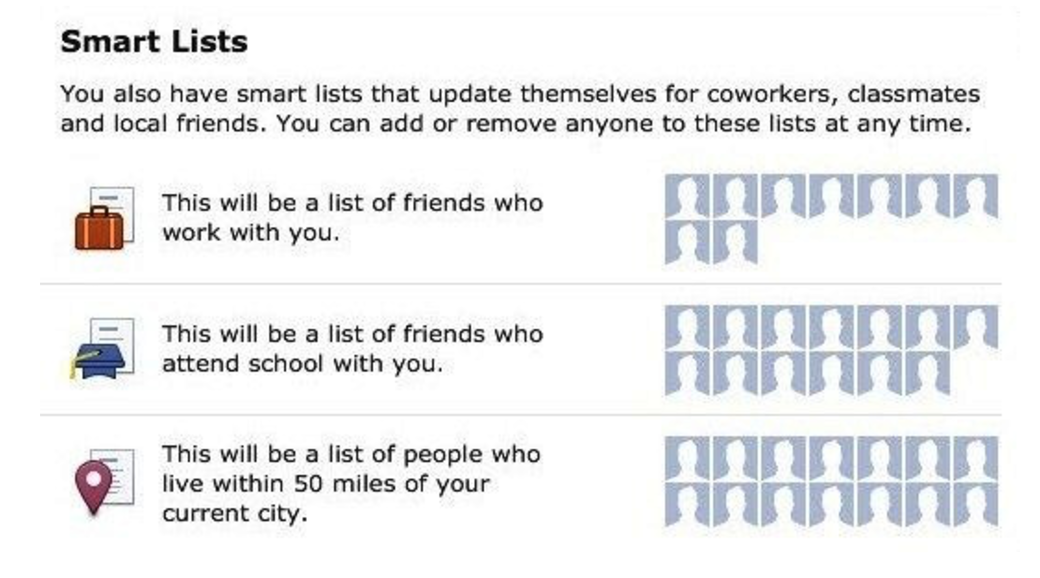 Smart Lists
You also have smart lists that update themselves for coworkers, classmates
and local friends. You can add or remove anyone to these lists at any time.
This will be a list of friends who
work with you.
This will be a list of friends who
attend school with you.
This will be a list of people who
live within 50 miles of your
current city.